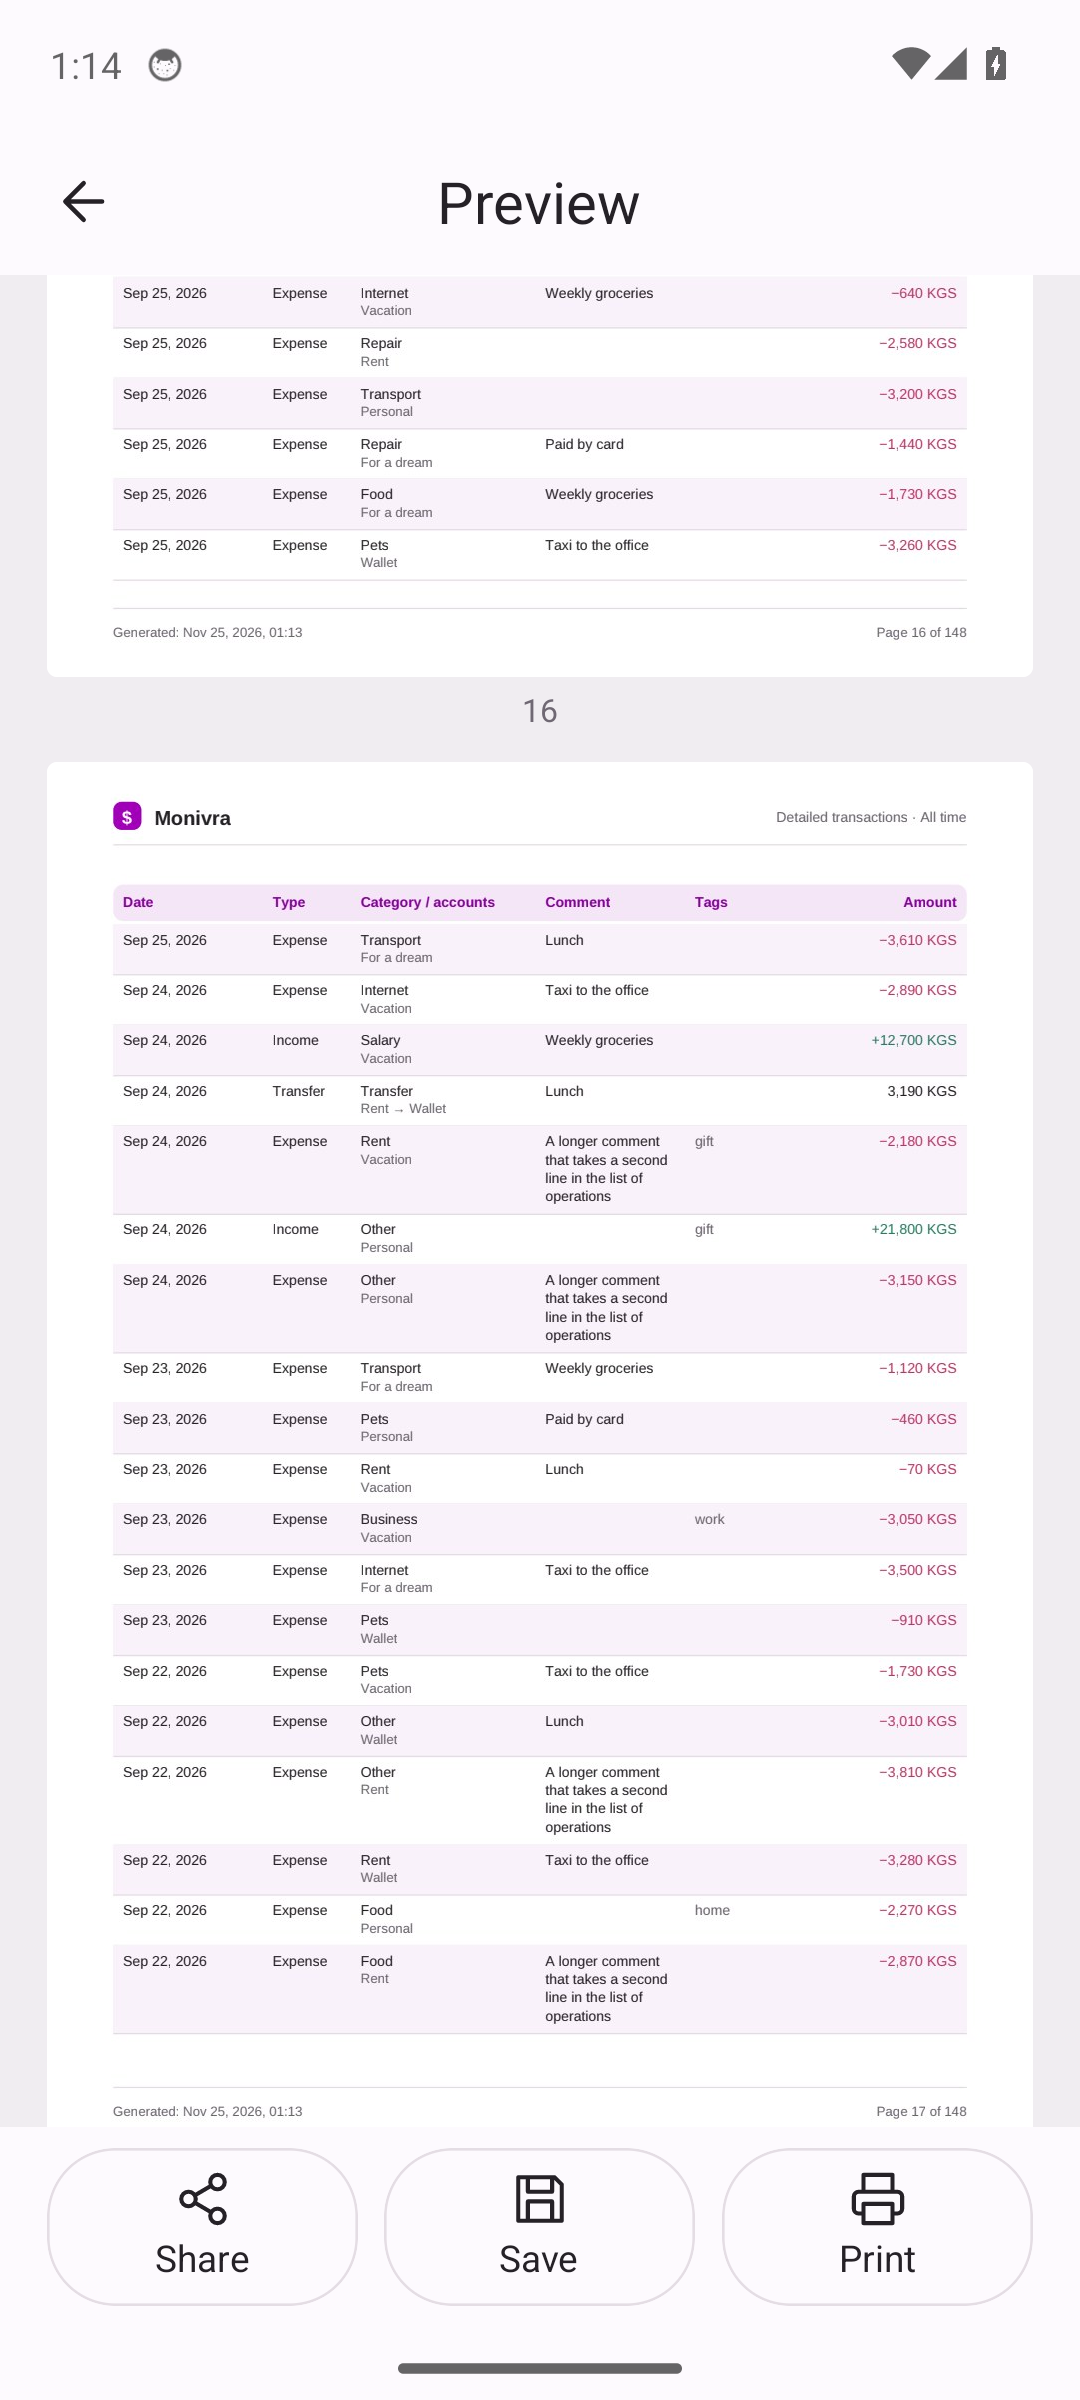 1:14
Preview
Sep 25, 2026 Expense Internet Weekly groceries −640 KGS
Vacation
Sep 25, 2026 Expense Repair −2,580 KGS
Rent
Sep 25, 2026 Expense Transport −3,200 KGS
Personal
Sep 25, 2026 Expense Repair Paid by card −1,440 KGS
For a dream
Sep 25, 2026 Expense Food Weekly groceries −1,730 KGS
For a dream
Sep 25, 2026 Expense Pets Taxi to the office −3,260 KGS
Wallet
Generated: Nov 25, 2026, 01:13 Page 16 of 148
16
$ Monivra Detailed transactions · All time
Date Type Category / accounts Comment Tags Amount
Sep 25, 2026 Expense Transport Lunch −3,610 KGS
For a dream
Sep 24, 2026 Expense Internet Taxi to the office −2,890 KGS
Vacation
Sep 24, 2026 Income Salary Weekly groceries +12,700 KGS
Vacation
Sep 24, 2026 Transfer Transfer Lunch 3,190 KGS
Rent → Wallet
Sep 24, 2026 Expense Rent A longer comment gift −2,180 KGS
Vacation that takes a second
line in the list of
operations
Sep 24, 2026 Income Other gift +21,800 KGS
Personal
Sep 24, 2026 Expense Other A longer comment −3,150 KGS
Personal that takes a second
line in the list of
operations
Sep 23, 2026 Expense Transport Weekly groceries −1,120 KGS
For a dream
Sep 23, 2026 Expense Pets Paid by card −460 KGS
Personal
Sep 23, 2026 Expense Rent Lunch −70 KGS
Vacation
Sep 23, 2026 Expense Business work −3,050 KGS
Vacation
Sep 23, 2026 Expense Internet Taxi to the office −3,500 KGS
For a dream
Sep 23, 2026 Expense Pets −910 KGS
Wallet
Sep 22, 2026 Expense Pets Taxi to the office −1,730 KGS
Vacation
Sep 22, 2026 Expense Other Lunch −3,010 KGS
Wallet
Sep 22, 2026 Expense Other A longer comment −3,810 KGS
Rent that takes a second
line in the list of
operations
Sep 22, 2026 Expense Rent Taxi to the office −3,280 KGS
Wallet
Sep 22, 2026 Expense Food home −2,270 KGS
Personal
Sep 22, 2026 Expense Food A longer comment −2,870 KGS
Rent that takes a second
line in the list of
operations
Generated: Nov 25, 2026, 01:13 Page 17 of 148
Share Save Print